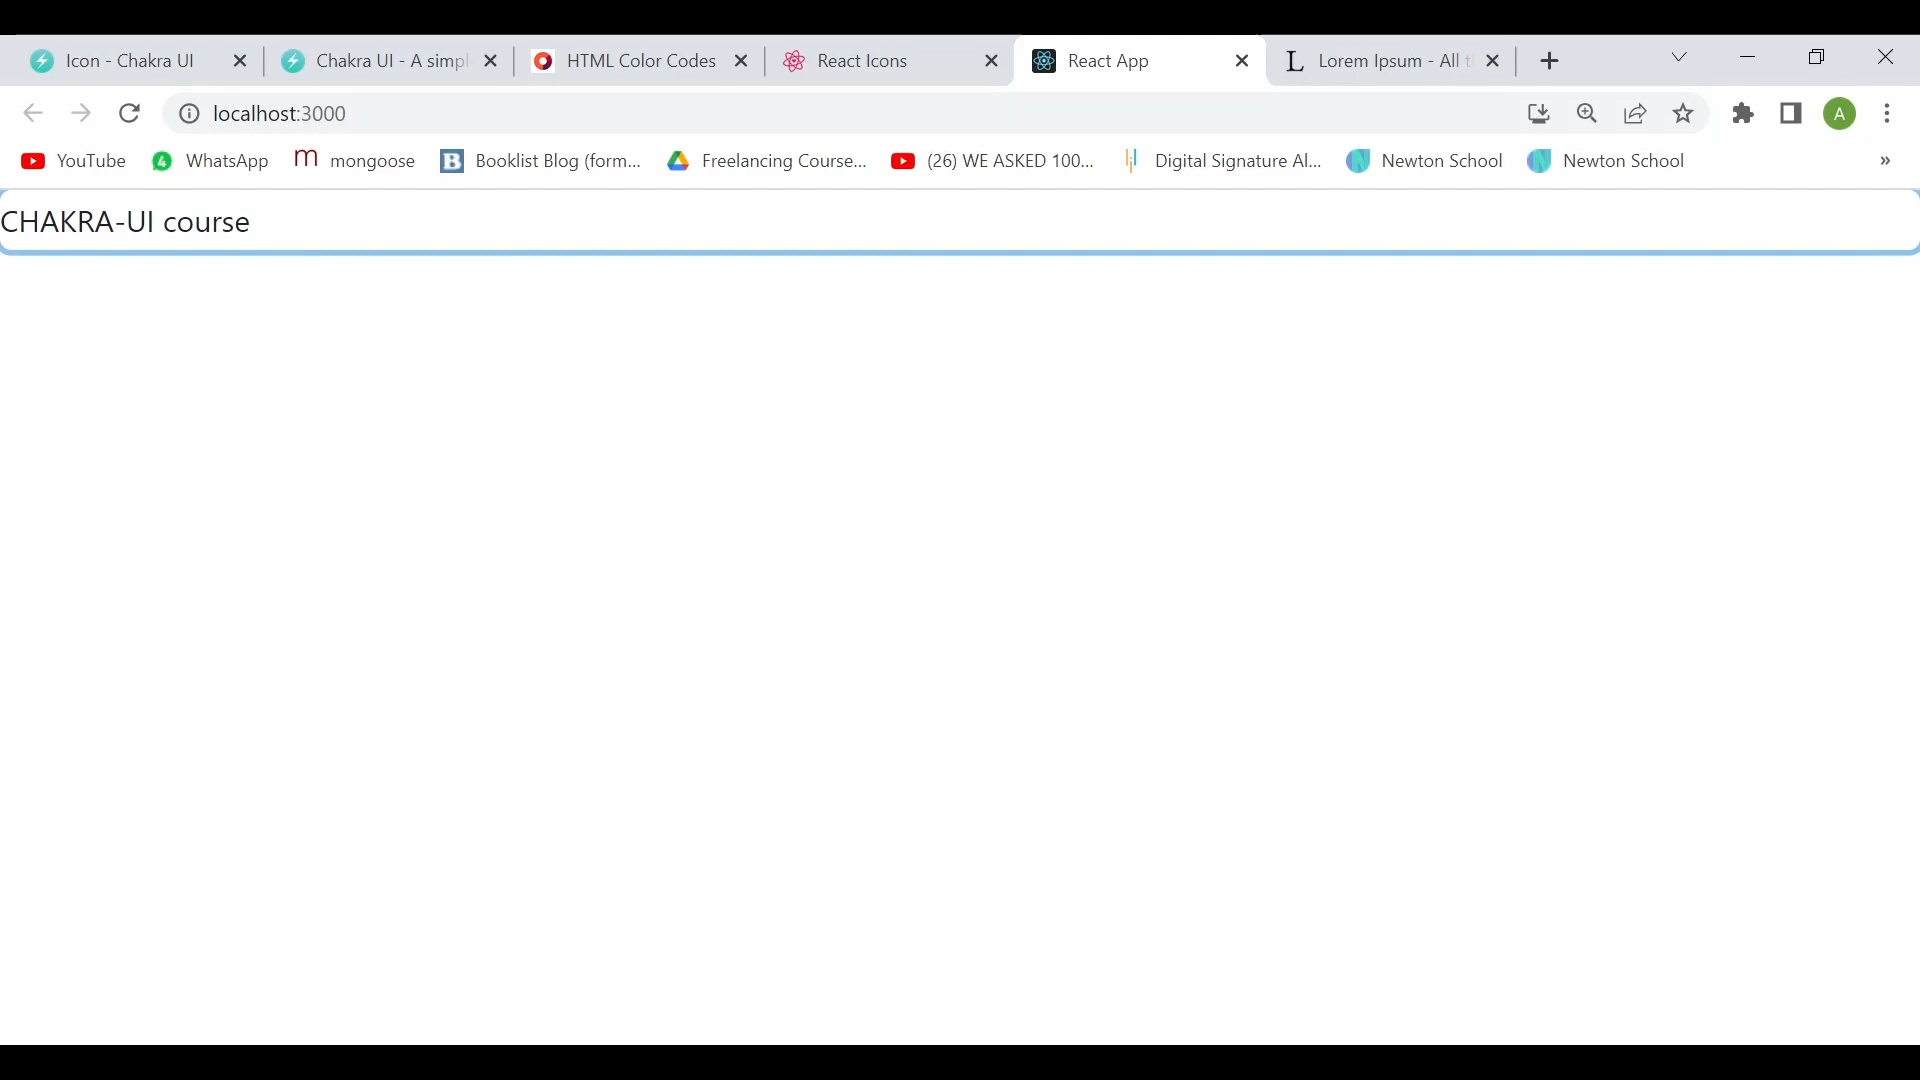 Icon - Chakra UI
Chakra UI - A simpl
HTML Color Codes
React Icons
React App
L
Lorem Ipsum - All t
localhost:3000
A
YouTube
4
WhatsApp
m
mongoose
B
Booklist Blog (form...
Freelancing Course...
(26) WE ASKED 100...
Digital Signature Al...
N
Newton School
N
Newton School
»
CHAKRA-UI course